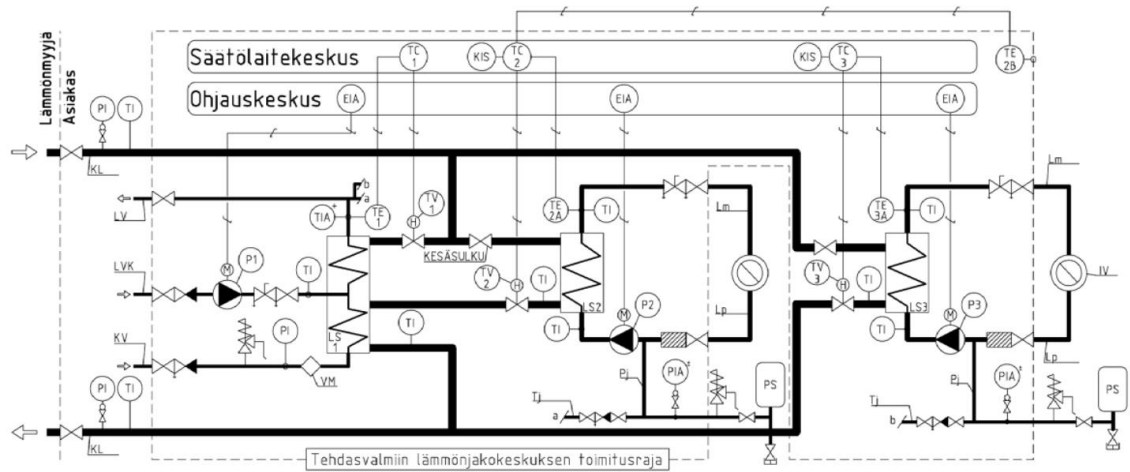 Lämmönmyyjä
Asiakas
Säätölaitekeskus
TC 1
KIS
TC 2
KIS
TC 3
TE 2B
Ohjauskeskus
EIA
EIA
EIA
PI
TI
KL
LV
b
a
TIA+
TE 1
TV 1
TE 2A
TI
Lm
TE 3A
TI
Lm
KESÄSULKU
LVK
M
P1
TI
H
TV 2
H
TI
LS2
TV 3
H
TI
LS3
IV
KV
PI
VM
LS 1
TI
TI
M
P2
Lp
TI
M
P3
Lp
PI
TI
KL
Tj
a
Pj
PIA±
PS
Tj
b
Pj
PIA±
PS
Tehdasvalmiin lämmönjakokeskuksen toimitusraja